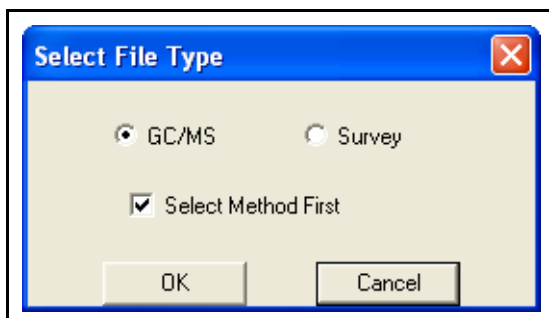 Select File Type
GC/MS Survey
Select Method First
OK Cancel